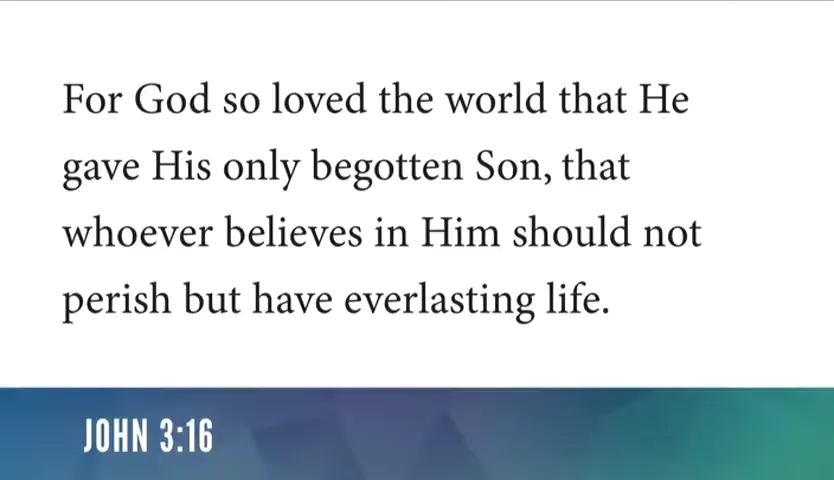 For God so loved the world that He
gave His only begotten Son, that
whoever believes in Him should not
perish but have everlasting life.
JOHN 3:16